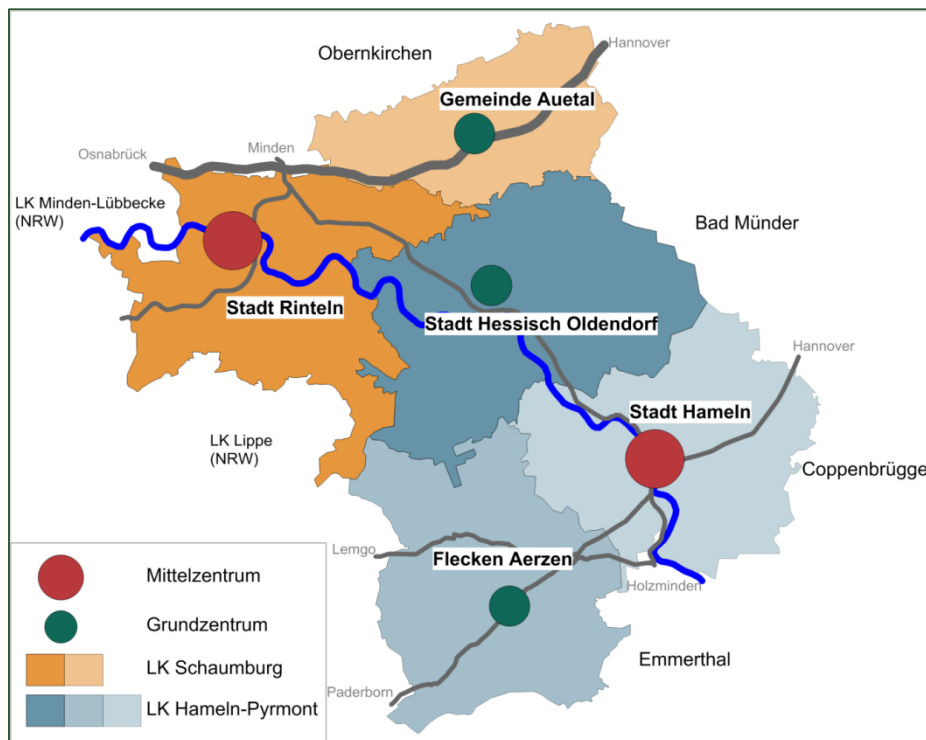 Hannover
Obernkirchen
Gemeinde Auetal
Minden
Osnabrück
LK Minden-Lübbecke
(NRW)
Bad Münder
Stadt Rinteln
Stadt Hessisch Oldendorf
Hannover
Stadt Hameln
LK Lippe
(NRW)
Coppenbrügge
Lemgo
Flecken Aerzen
Holzminden
Emmerthal
Paderborn
Mittelzentrum
Grundzentrum
LK Schaumburg
LK Hameln-Pyrmont